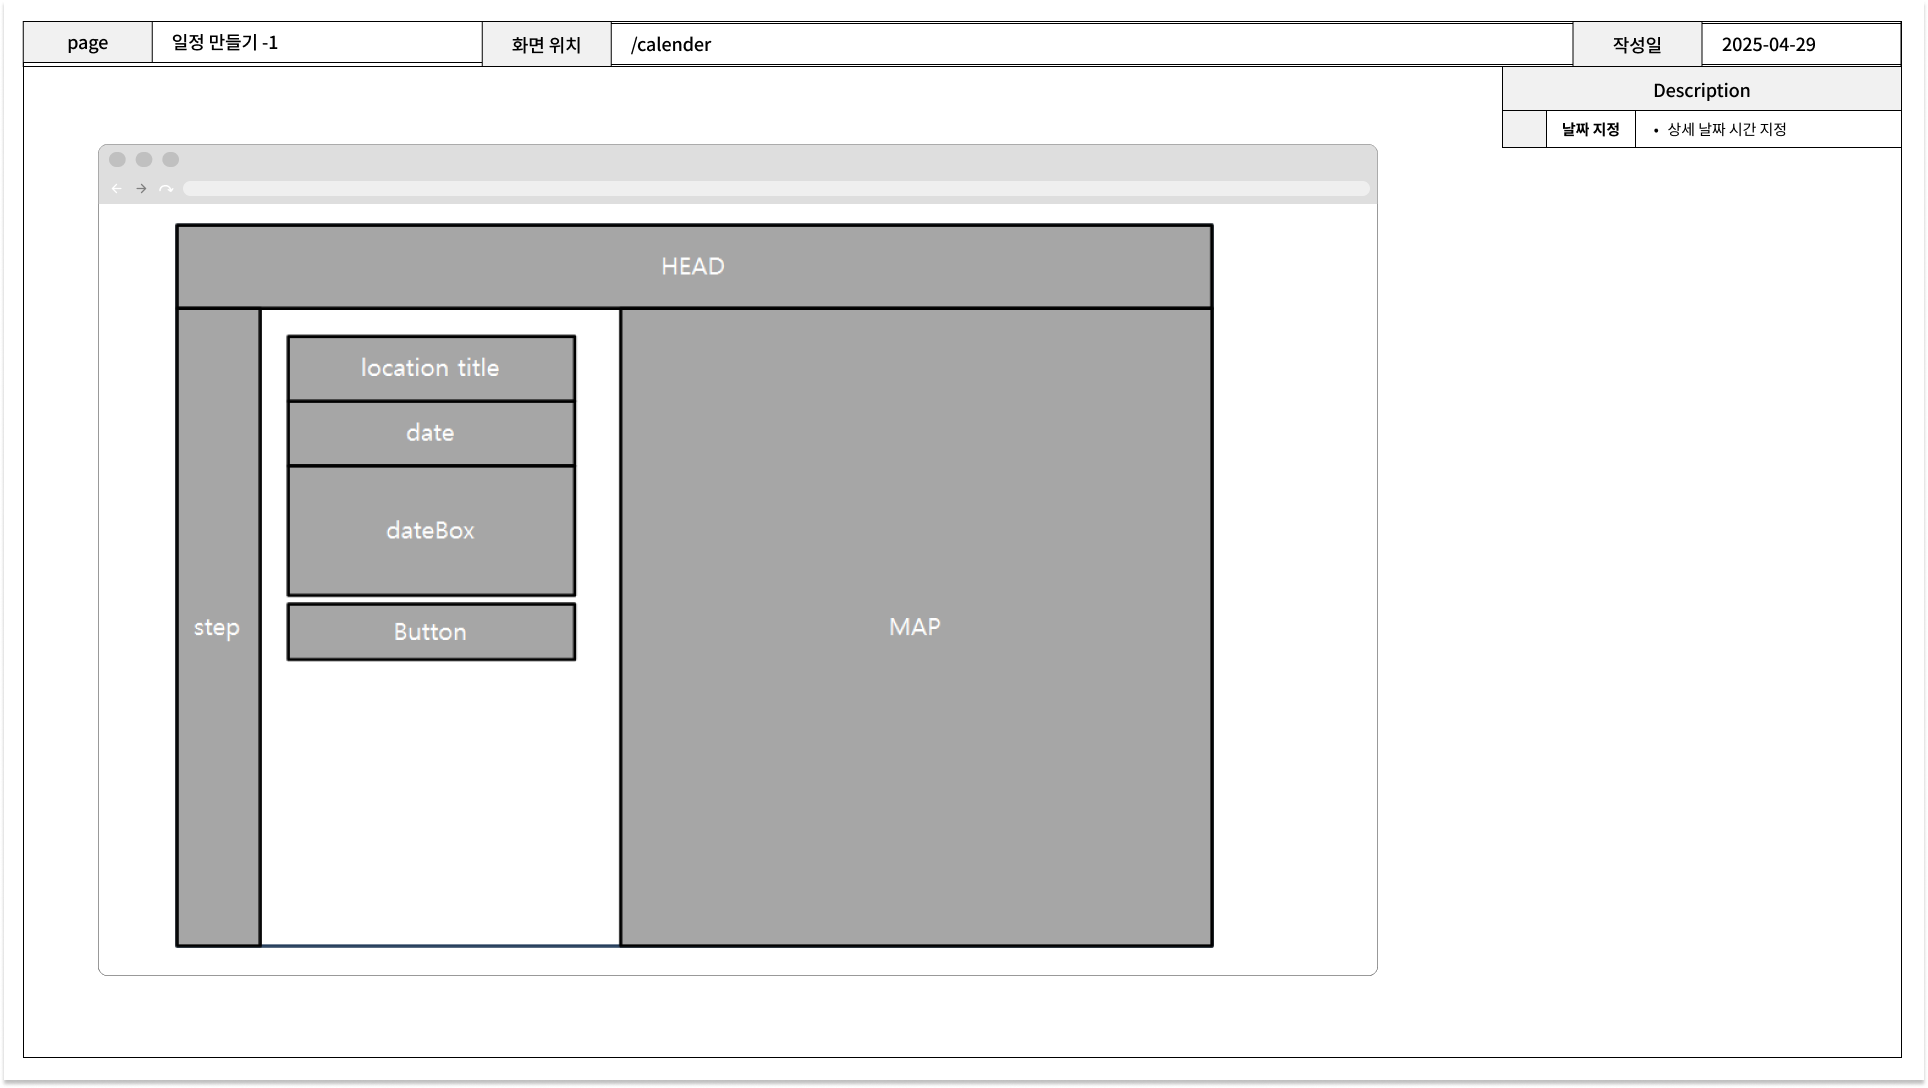 page
일정 만들기 -1
화면 위치
/calender
작성일
2025-04-29
Description
날짜 지정
• 상세 날짜 시간 지정
HEAD
location title
date
dateBox
Button
step
MAP